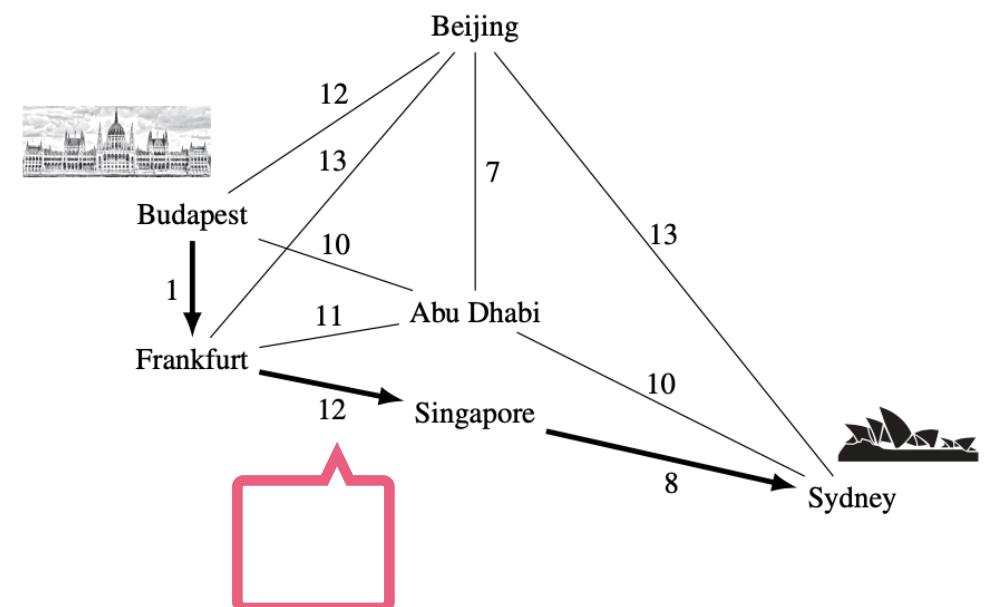 Beijing
12
13
7
Budapest
13
10
1
11
Abu Dhabi
Frankfurt
10
12
Singapore
8
Sydney